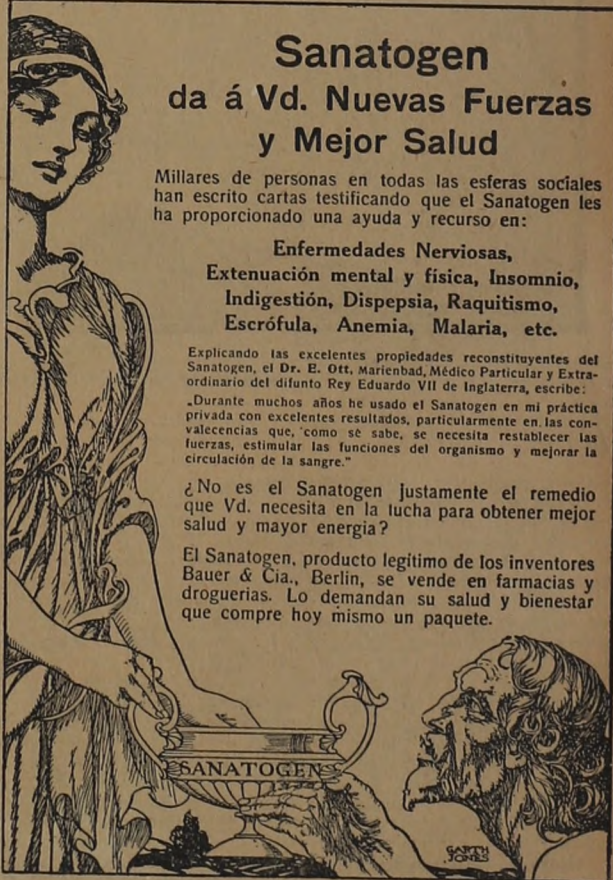 Sanatogen
da á Vd. Nuevas Fuerzas
y Mejor Salud
Millares de personas en todas las esferas sociales
han escrito cartas testificando que el Sanatogen les
ha proporcionado una ayuda y recurso en:
Enfermedades Nerviosas,
Extenuación mental y física, Insomnio,
Indigestión, Dispepsia, Raquitismo,
Escrófula, Anemia, Malaria, etc.
Explicando las excelentes propiedades reconstituyentes del
Sanatogen, el Dr. E. Ott, Marienbad, Médico Particular y Extra-
ordinario del difunto Rey Eduardo VII de Inglaterra, escribe:
„Durante muchos años he usado el Sanatogen en mi práctica
privada con excelentes resultados, particularmente en las con-
valecencias que, como se sabe, se necesita restablecer las
fuerzas, estimular las funciones del organismo y mejorar la
circulación de la sangre."
¿No es el Sanatogen justamente el remedio
que Vd. necesita en la lucha para obtener mejor
salud y mayor energia?
El Sanatogen, producto legítimo de los inventores
Bauer & Cia., Berlin, se vende en farmacias y
droguerias. Lo demandan su salud y bienestar
que compre hoy mismo un paquete.
SANATOGEN
GARTH
JONES